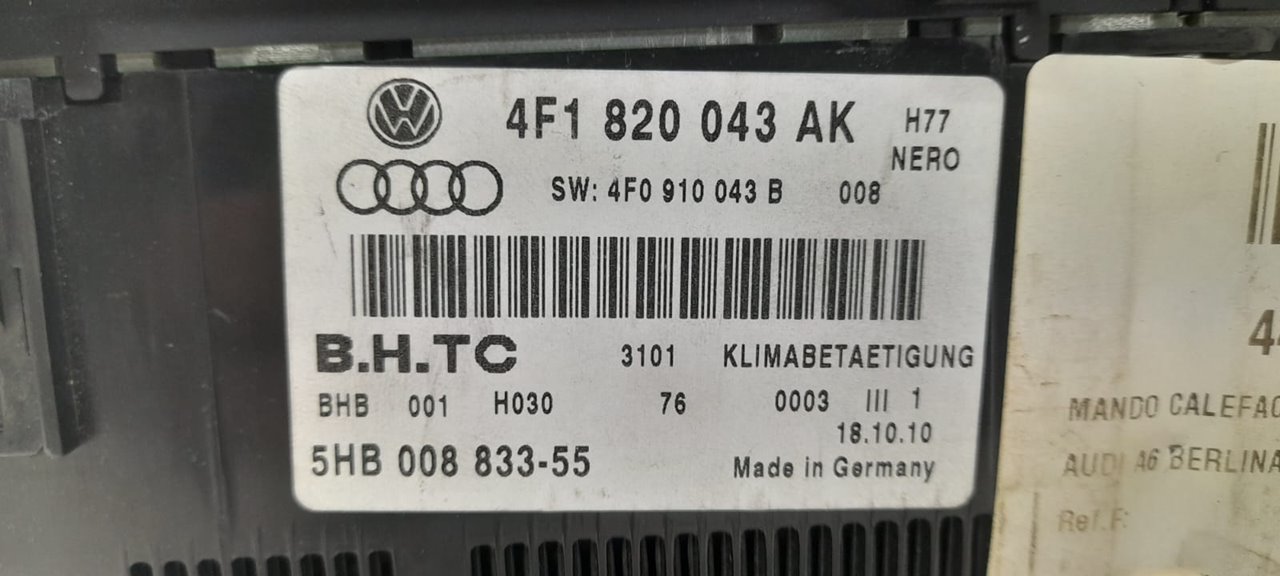 4F1 820 043 AK H77
NERO
SW: 4F0 910 043 B 008
B.H.TC 3101 KLIMABETAETIGUNG
BHB 001 H030 76 0003 III 1
18.10.10
5HB 008 833-55 Made in Germany
MANDO CALEFAC
AUDI A6 BERLINA
Ref.F: